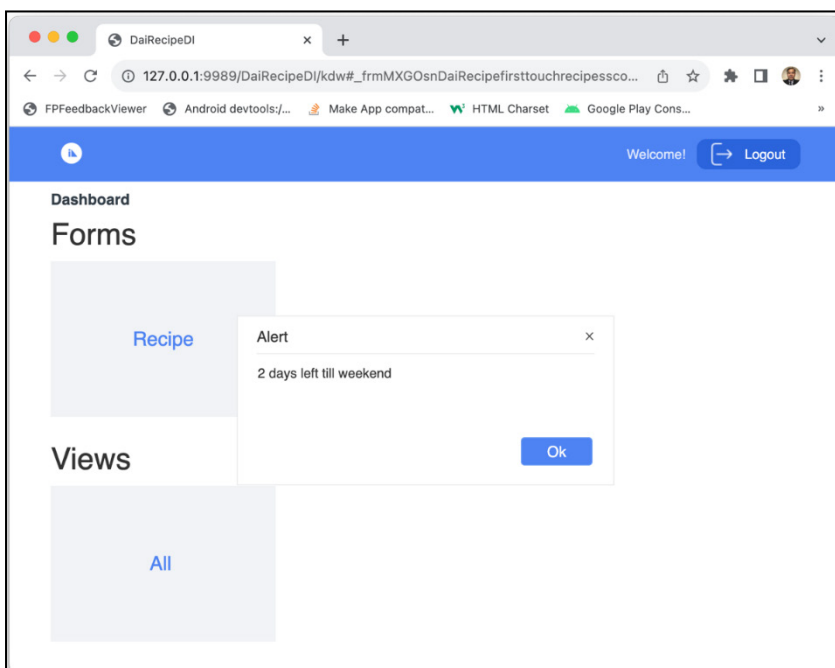 DaiRecipeDI
127.0.0.1:9989/DaiRecipeDI/kdw#_frmMXGOsnDaiRecipefirsttouchrecipessco...
FPFeedbackViewer Android devtools:/... Make App compat... HTML Charset Google Play Cons... »
Welcome! Logout
Dashboard
Forms
Recipe
Alert
2 days left till weekend
Ok
Views
All